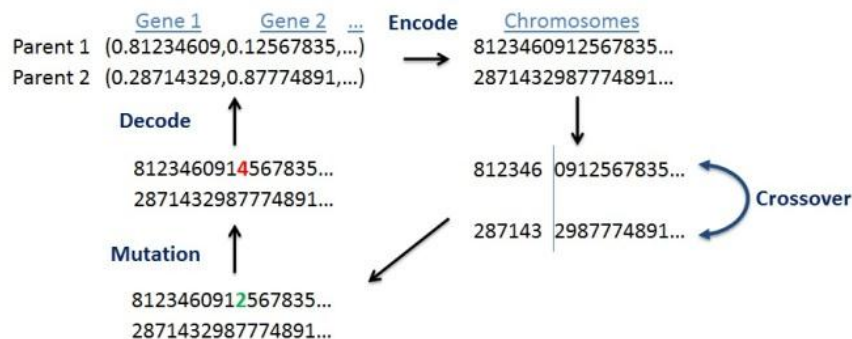 Gene 1 Gene 2 ... Encode Chromosomes
Parent 1 (0.81234609,0.12567835,...) 8123460912567835...
Parent 2 (0.28714329,0.87774891,...) 2871432987774891...
Decode
8123460914567835... 812346 0912567835...
2871432987774891... Crossover
287143 2987774891...
Mutation
8123460912567835...
2871432987774891...